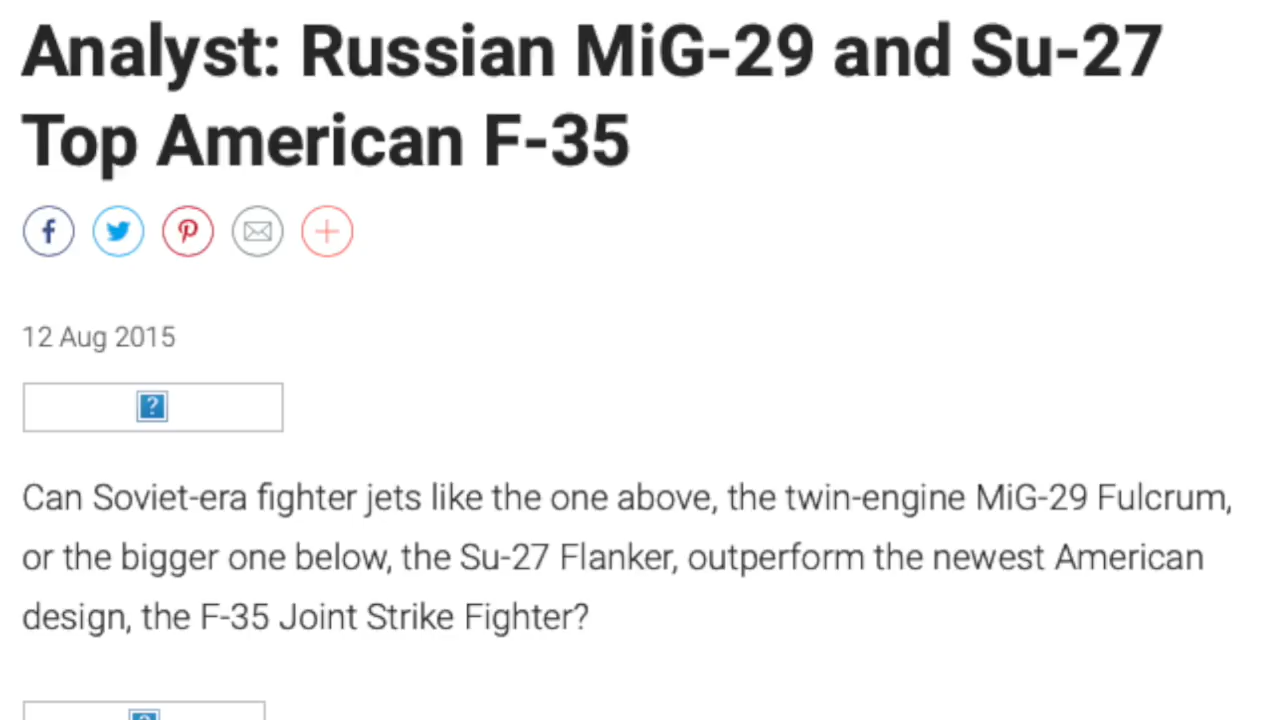 Analyst: Russian MiG-29 and Su-27
Top American F-35
12 Aug 2015
Can Soviet-era fighter jets like the one above, the twin-engine MiG-29 Fulcrum,
or the bigger one below, the Su-27 Flanker, outperform the newest American
design, the F-35 Joint Strike Fighter?